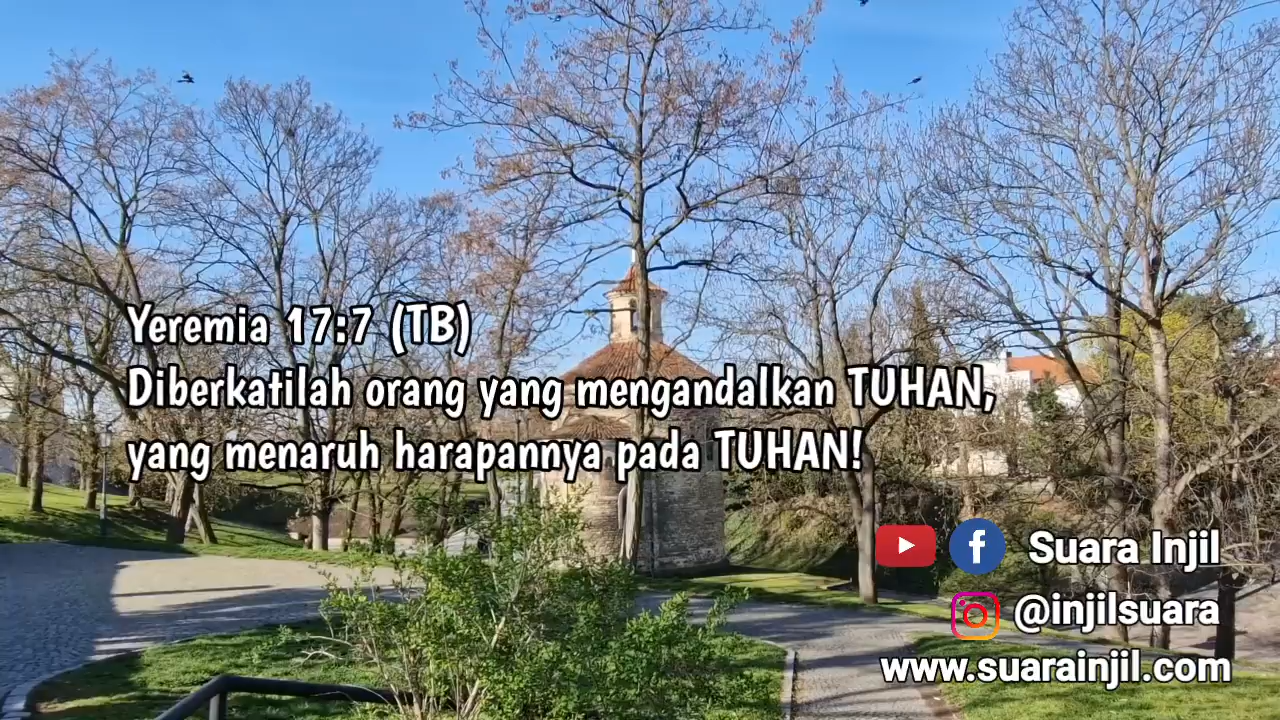 Yeremia 17:7 (TB)
Diberkatilah orang yang mengandalkan TUHAN,
yang menaruh harapannya pada TUHAN!
Suara Injil
@injilsuara
www.suarainjil.com